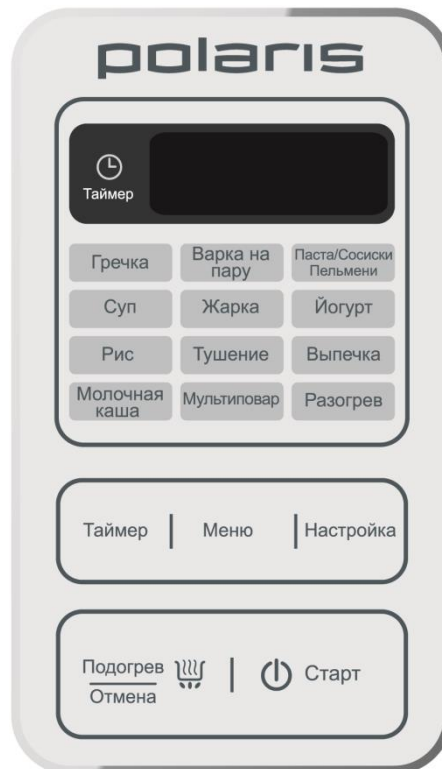 polaris
Таймер
Гречка
Варка на
пару
Паста/Сосиски
Пельмени
Суп
Жарка
Йогурт
Рис
Тушение
Выпечка
Молочная
каша
Мультиповар
Разогрев
Таймер
Меню
Настройка
Подогрев
Отмена
Старт